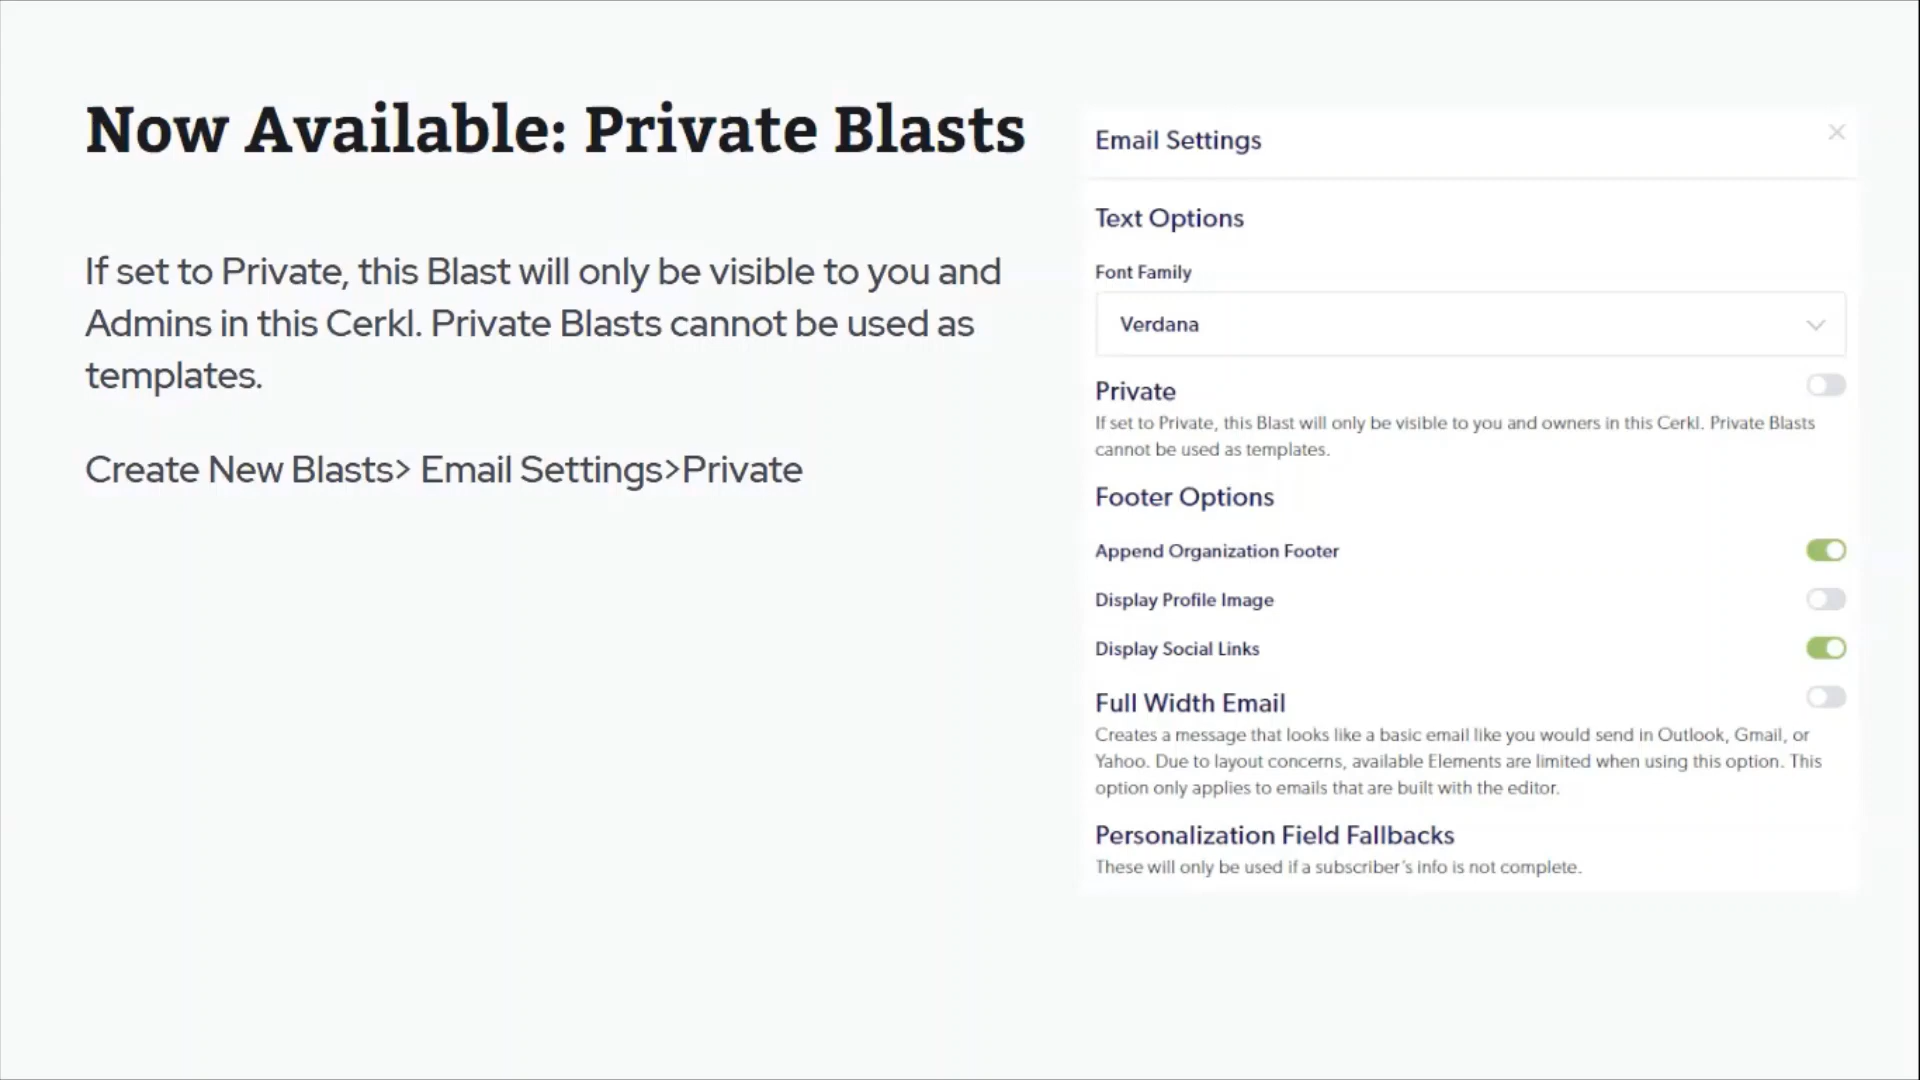 Now Available: Private Blasts
If set to Private, this Blast will only be visible to you and
Admins in this Cerkl. Private Blasts cannot be used as
templates.
Create New Blasts> Email Settings>Private
Email Settings
Text Options
Font Family
Verdana
Private
If set to Private, this Blast will only be visible to you and owners in this Cerkl. Private Blasts
cannot be used as templates.
Footer Options
Append Organization Footer
Display Profile Image
Display Social Links
Full Width Email
Creates a message that looks like a basic email like you would send in Outlook, Gmail, or
Yahoo. Due to layout concerns, available Elements are limited when using this option. This
option only applies to emails that are built with the editor.
Personalization Field Fallbacks
These will only be used if a subscriber's info is not complete.